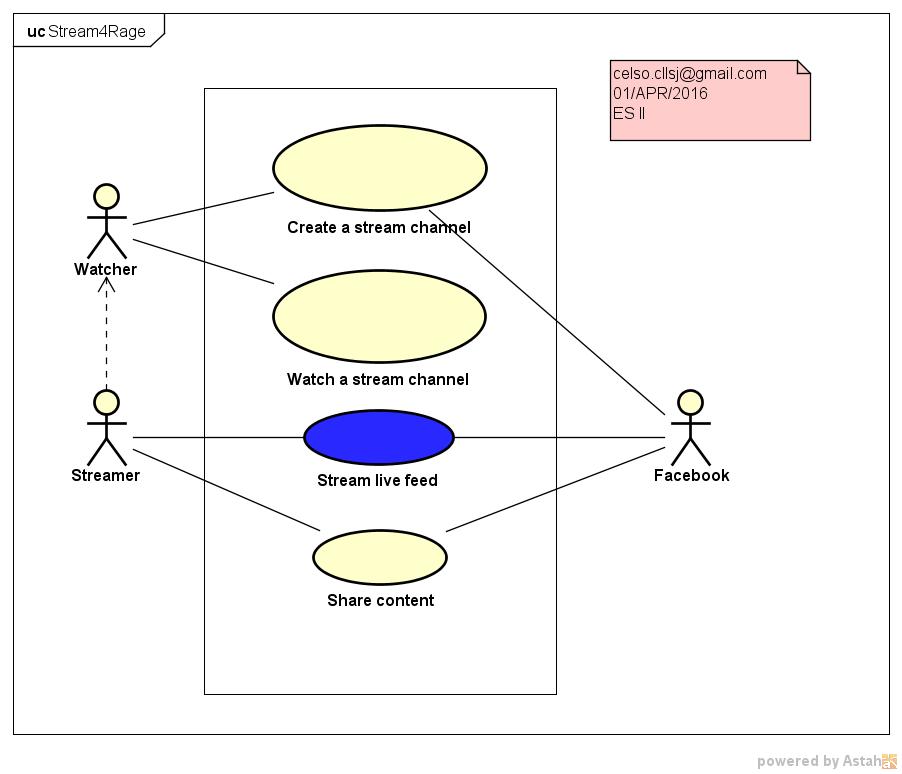 uc Stream4Rage
celso.cllsj@gmail.com
01/APR/2016
ES II
Create a stream channel
Watcher
Watch a stream channel
Streamer
Stream live feed
Facebook
Share content
powered by Astah